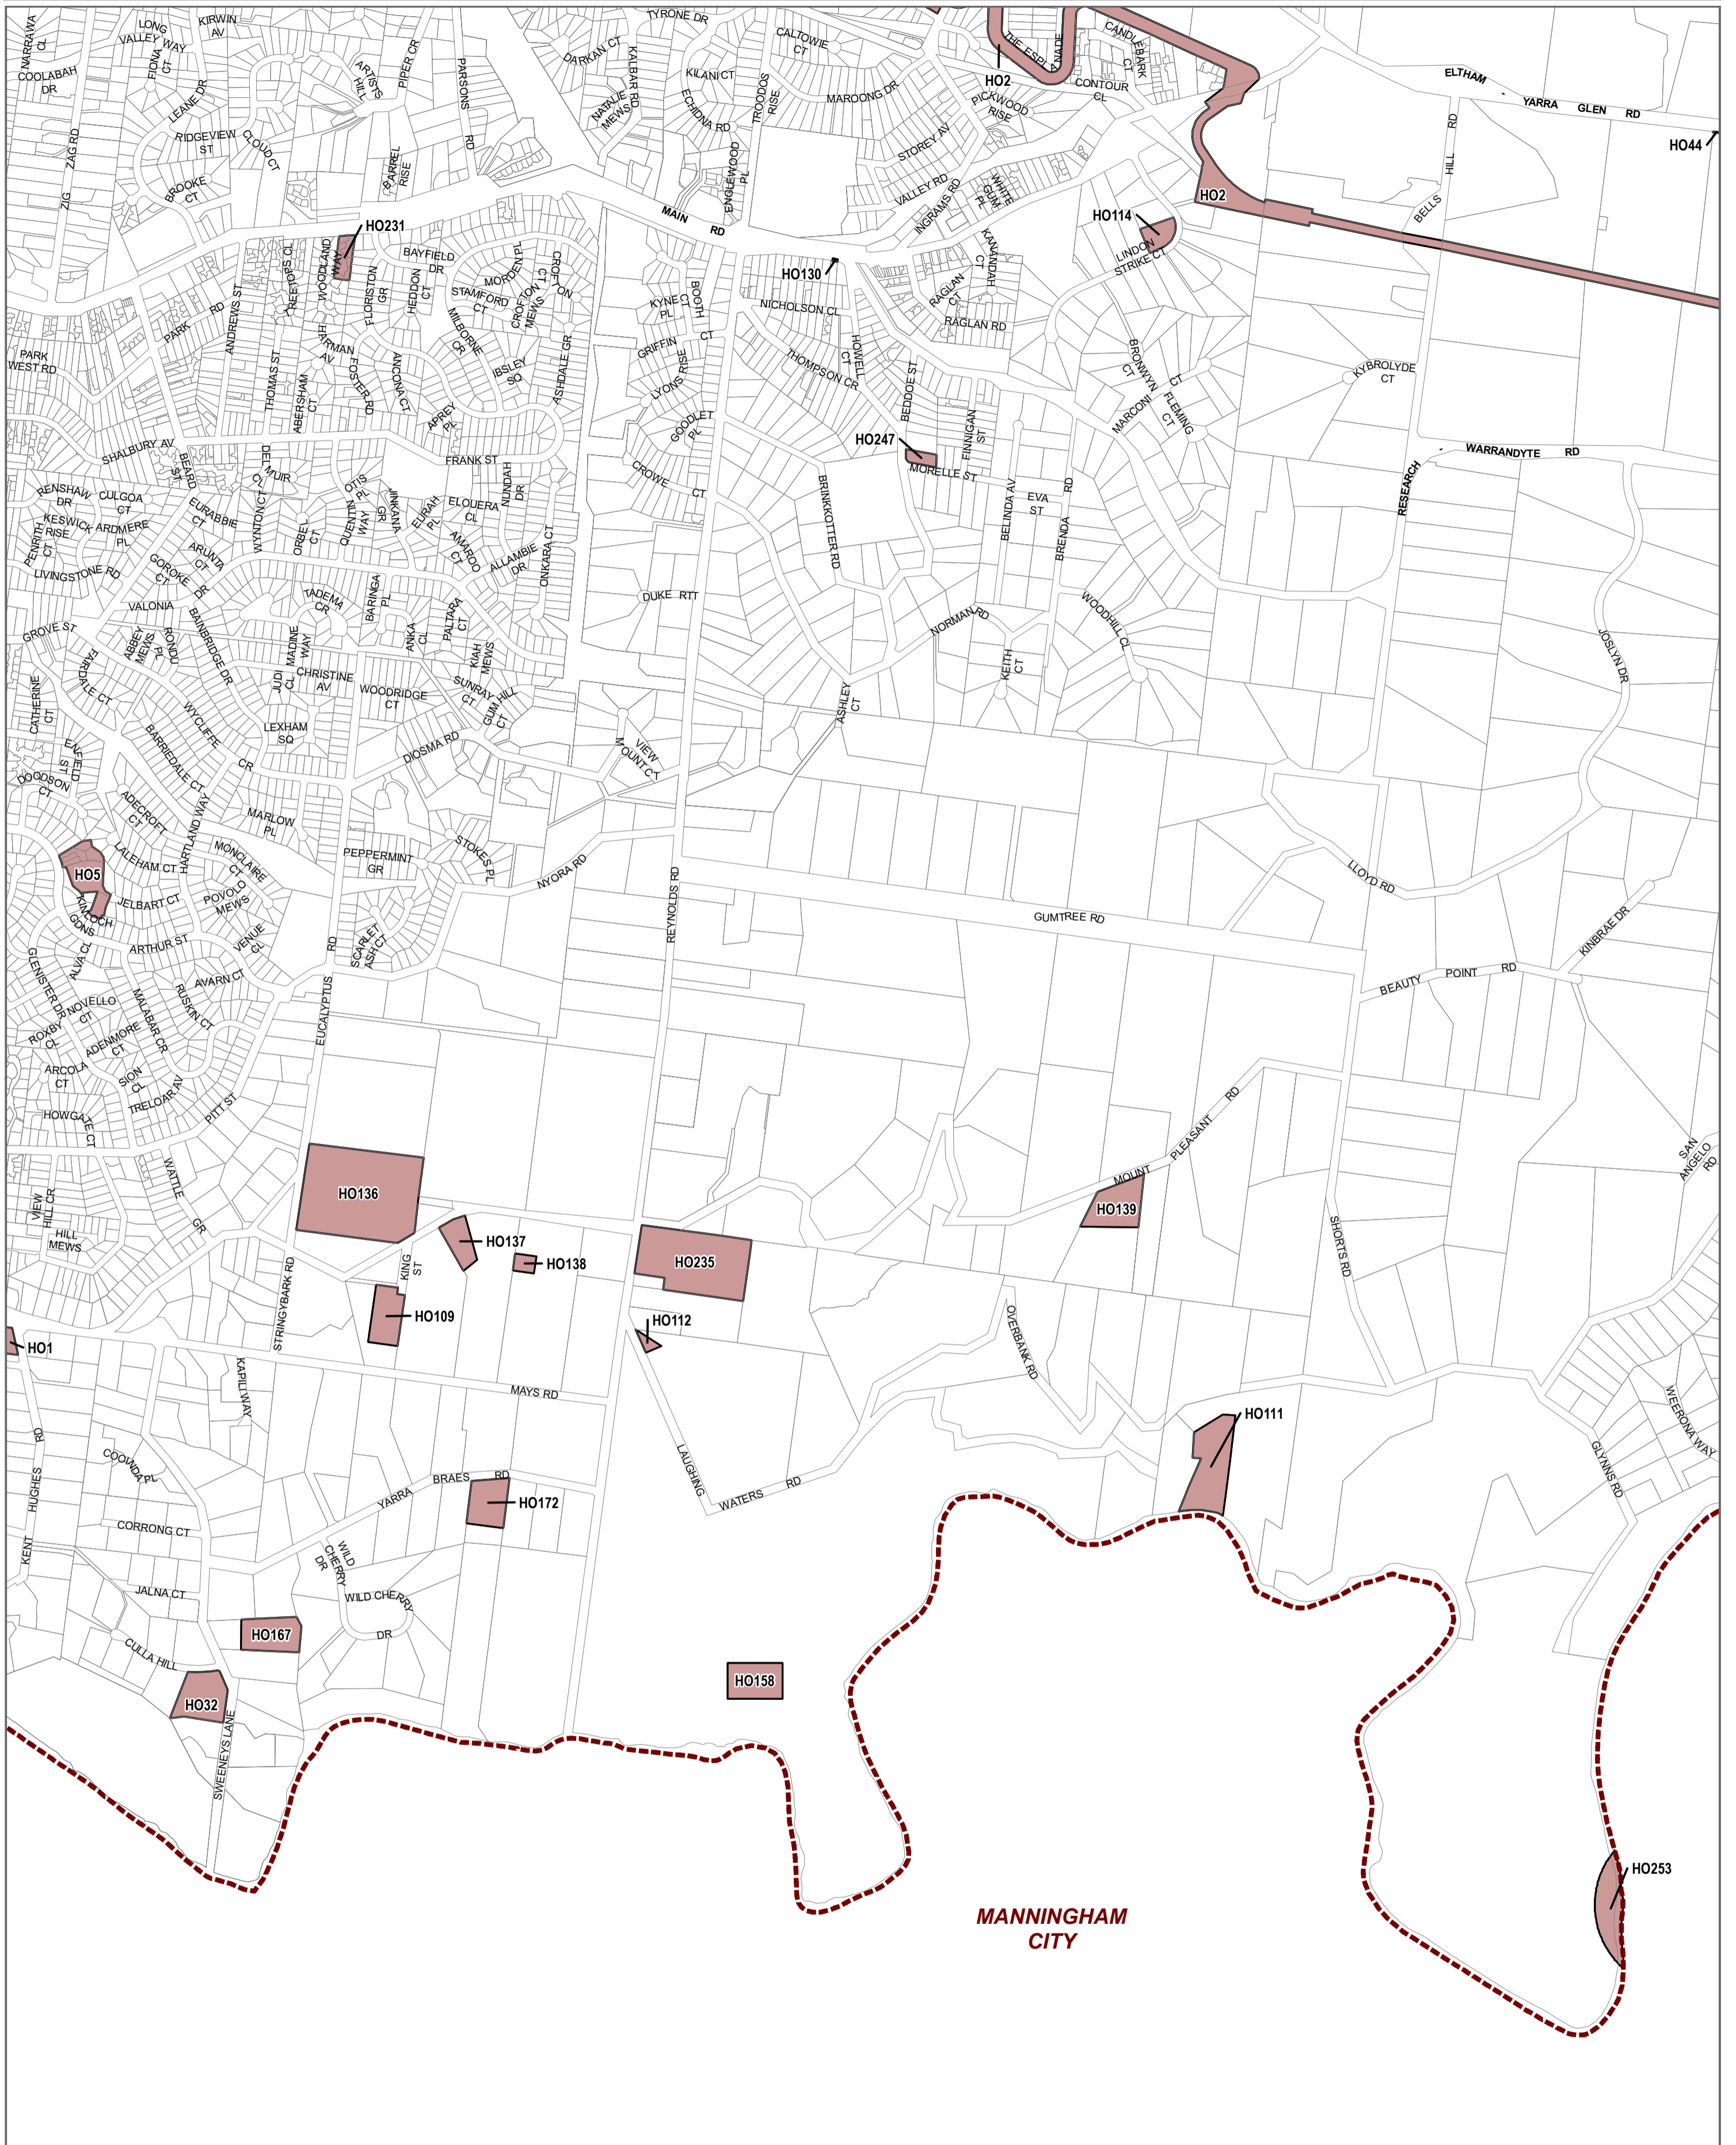 NARRAWA
CL
LONG
VALLEY WAY
KIRWIN
AV
COOLABAH
DR
FIONA
CT
LEANE DR
ARTISTS
HILL
PIPER CR
PARSONS
RD
ZIG ZAG RD
RIDGEVIEW
ST
CLOUD CT
BARREL
RISE
BROOKE
CT
TYRONE DR
DARKAN CT
KALBAR RD
NATALIE
MEWS
KILANI CT
ECHIDNA RD
CALTOWIE
CT
TROODOS
RISE
MAROONG DR
ENGLEWOOD
PL
STOREY AV
VALLEY RD
INGRAMS RD
WHITE
GUM
PL
THE ESPLANADE
HO2
CANDLEBARK
CT
CONTOUR
CL
PICKWOOD
RISE
ELTHAM
-
YARRA GLEN RD
HO44
BELLS HILL RD
HO2
HO114
LINDON
STRIKE CT
MAIN RD
HO231
HO130
WOODLAND
WAY
TREETOPS CL
BAYFIELD
DR
FLORISTON
GR
HEDDON
CT
MORDEN PL
STAMFORD
CT
CROFTON
MEWS
CROFTON
CT
MILBORNE
CR
IBSLEY
SQ
ASHDALE GR
KYNE
PL
BOOTH
CT
GRIFFIN
LYONS RISE
GOODLET
PL
CROWE CT
NICHOLSON CL
HOWELL
CT
THOMPSON CR
RAGLAN
CT
KANANDAH
CT
RAGLAN RD
BRONWYN
CT
MARCONI
CT
FLEMING
CT
KYBROLYDE
CT
PARK RD
PARK
WEST RD
ANDREWS ST
THOMAS ST
HARMAN
AV
ABERSHAM
CT
FOSTER RD
ANCONA CT
APREY
PL
FRANK ST
BEDDOE ST
FINNIGAN
ST
HO247
MORELLE ST
EVA
ST
BELINDA AV
BRENDA RD
BRINKKOTTER RD
RESEARCH
-
WARRANDYTE RD
SHALBURY AV
BEARD
ST
DEL
CL
MUIR
OTIS
PL
QUENTIN
WAY
JINKANA
GR
EURAH
PL
ELOUERA
CL
NUNDAH
DR
RENSHAW
DR
CULGOA
CT
KESWICK
RISE
ARDMERE
PL
PENRITH
CT
EURABBIE
CT
WYNTON CT
ORBEL
CT
AMAROO
CT
ALLAMBIE
DR
ONKARA CT
LIVINGSTONE RD
GOROKE
CT
ARUNTA
CT
DR
VALONIA
TADEMA
CR
BARINGA
PL
ANKA
CL
PALTARA
CT
KIAH
MEWS
DUKE RTT
NORMAN RD
KEITH
CT
WOODHILL CL
JOSLYN DR
GROVE ST
ABBEY
MEWS
RONDU
PL
BAINBRIDGE DR
MADINE
WAY
JUDI
CL
CHRISTINE
AV
WOODRIDGE
CT
SUNRAY
CT
GUM HILL
CT
FAIRDALE CT
CATHERINE
CT
WYCLIFFE
CR
LEXHAM
SQ
DIOSMA RD
MOUNT
VIEW
CT
ASHLEY
CT
ENFIELD
ST
DOODSON
CT
BARRIEDALE CT
ADECROFT
CT
HARTLAND WAY
MARLOW
PL
MONCLAIRE
CT
LALEHAM CT
HO5
KINLOCH
GDNS
JELBART CT
POVOLO
MEWS
VENUE
CL
PEPPERMINT
GR
STOKES PL
NYORA RD
SCARLET
ASH CT
ARTHUR ST
ALVA CL
GLENISTER DR
AVARN CT
RUSKIN CT
MALABAR CR
NOVELLO
CT
ROXBY
CL
ADENMORE
CT
ARCOLA
CT
SION
CL
TRELOAR AV
PITT ST
HOWGATE CT
EUCALYPTUS RD
REYNOLDS RD
GUMTREE RD
LLOYD RD
KINBRAE DR
BEAUTY POINT RD
SAN
ANGELO
RD
MOUNT PLEASANT RD
HO139
SHORTS RD
HO136
HO137
HO138
HO235
HO112
HO109
KING
ST
WATTLE
GR
VIEW
HILL CR
HILL
MEWS
STRINGYBARK RD
HO1
KAPILI WAY
MAYS RD
OVERBANK RD
HO111
GLYNNS RD
WEERONA WAY
LAUGHING WATERS RD
KENT HUGHES RD
COOWDA PL
CORRONG CT
YARRA BRAES RD
HO172
WILD
CHERRY
DR
WILD CHERRY
DR
JALNA CT
HO167
CULLA HILL
HO32
SWEENEYS LANE
HO158
MANNINGHAM
CITY
HO253